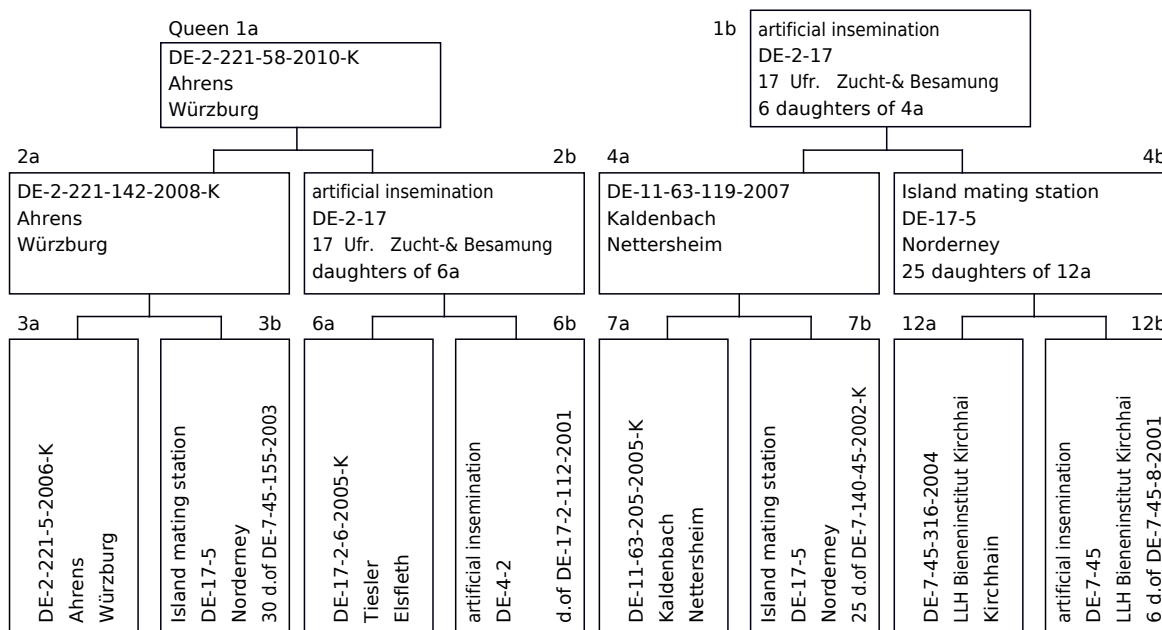 Queen 1a
DE-2-221-58-2010-K
Ahrens
Würzburg
1b
artificial insemination
DE-2-17
17 Ufr. Zucht-& Besamung
6 daughters of 4a
2a
DE-2-221-142-2008-K
Ahrens
Würzburg
2b
artificial insemination
DE-2-17
17 Ufr. Zucht-& Besamung
daughters of 6a
4a
DE-11-63-119-2007
Kaldenbach
Nettersheim
4b
Island mating station
DE-17-5
Norderney
25 daughters of 12a
3a
DE-2-221-5-2006-K
Ahrens
Würzburg
3b
Island mating station
DE-17-5
Norderney
30 d.of DE-7-45-155-2003
6a
DE-17-2-6-2005-K
Tiesler
Elsfleth
6b
artificial insemination
DE-4-2
d.of DE-17-2-112-2001
7a
DE-11-63-205-2005-K
Kaldenbach
Nettersheim
7b
Island mating station
DE-17-5
Norderney
25 d.of DE-7-140-45-2002-K
12a
DE-7-45-316-2004
LLH Bieneninstitut Kirchhai
Kirchhain
12b
artificial insemination
DE-7-45
LLH Bieneninstitut Kirchhai
6 d.of DE-7-45-8-2001